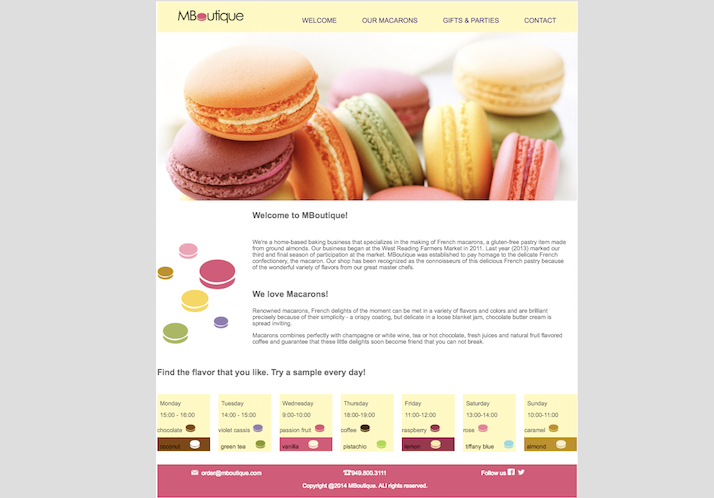 MBoutique
WELCOME OUR MACARONS GIFTS & PARTIES CONTACT
Welcome to MBoutique!
We're a home-based baking business that specializes in the making of French macarons, a gluten-free pastry item made
from ground almonds. Our business began at the West Reading Farmers Market in 2011. Last year (2013) marked our
third and final season of participation at the market. MBoutique was established to pay homage to the delicate French
confectionery, the macaron. Our shop has been recognized as the connoisseurs of this delicious French pastry because
of the wonderful variety of flavors from our great master chefs.
We love Macarons!
Renowned macarons, French delights of the moment can be met in a variety of flavors and colors and are brilliant
precisely because of their simplicity - a crispy coating, but delicate in a loose blanket jam, chocolate butter cream is
spread inviting.
Macarons combines perfectly with champagne or white wine, tea or hot chocolate, fresh juices and natural fruit flavored
coffee and guarantee that these little delights soon become friend that you can not break.
Find the flavor that you like. Try a sample every day!
Monday Tuesday Wednesday Thursday Friday Saturday Sunday
15:00 - 16:00 14:00 - 15:00 9:00-10:00 18:00-19:00 11:00-12:00 13:00-14:00 10:00-11:00
chocolate violet cassis passion fruit coffee raspberry rose caramel
coconut green tea vanilla pistachio lemon tiffany blue almond
order@mboutique.com 949.800.3111 Follow us
Copyright @2014 MBoutique. ALl rights reserved.